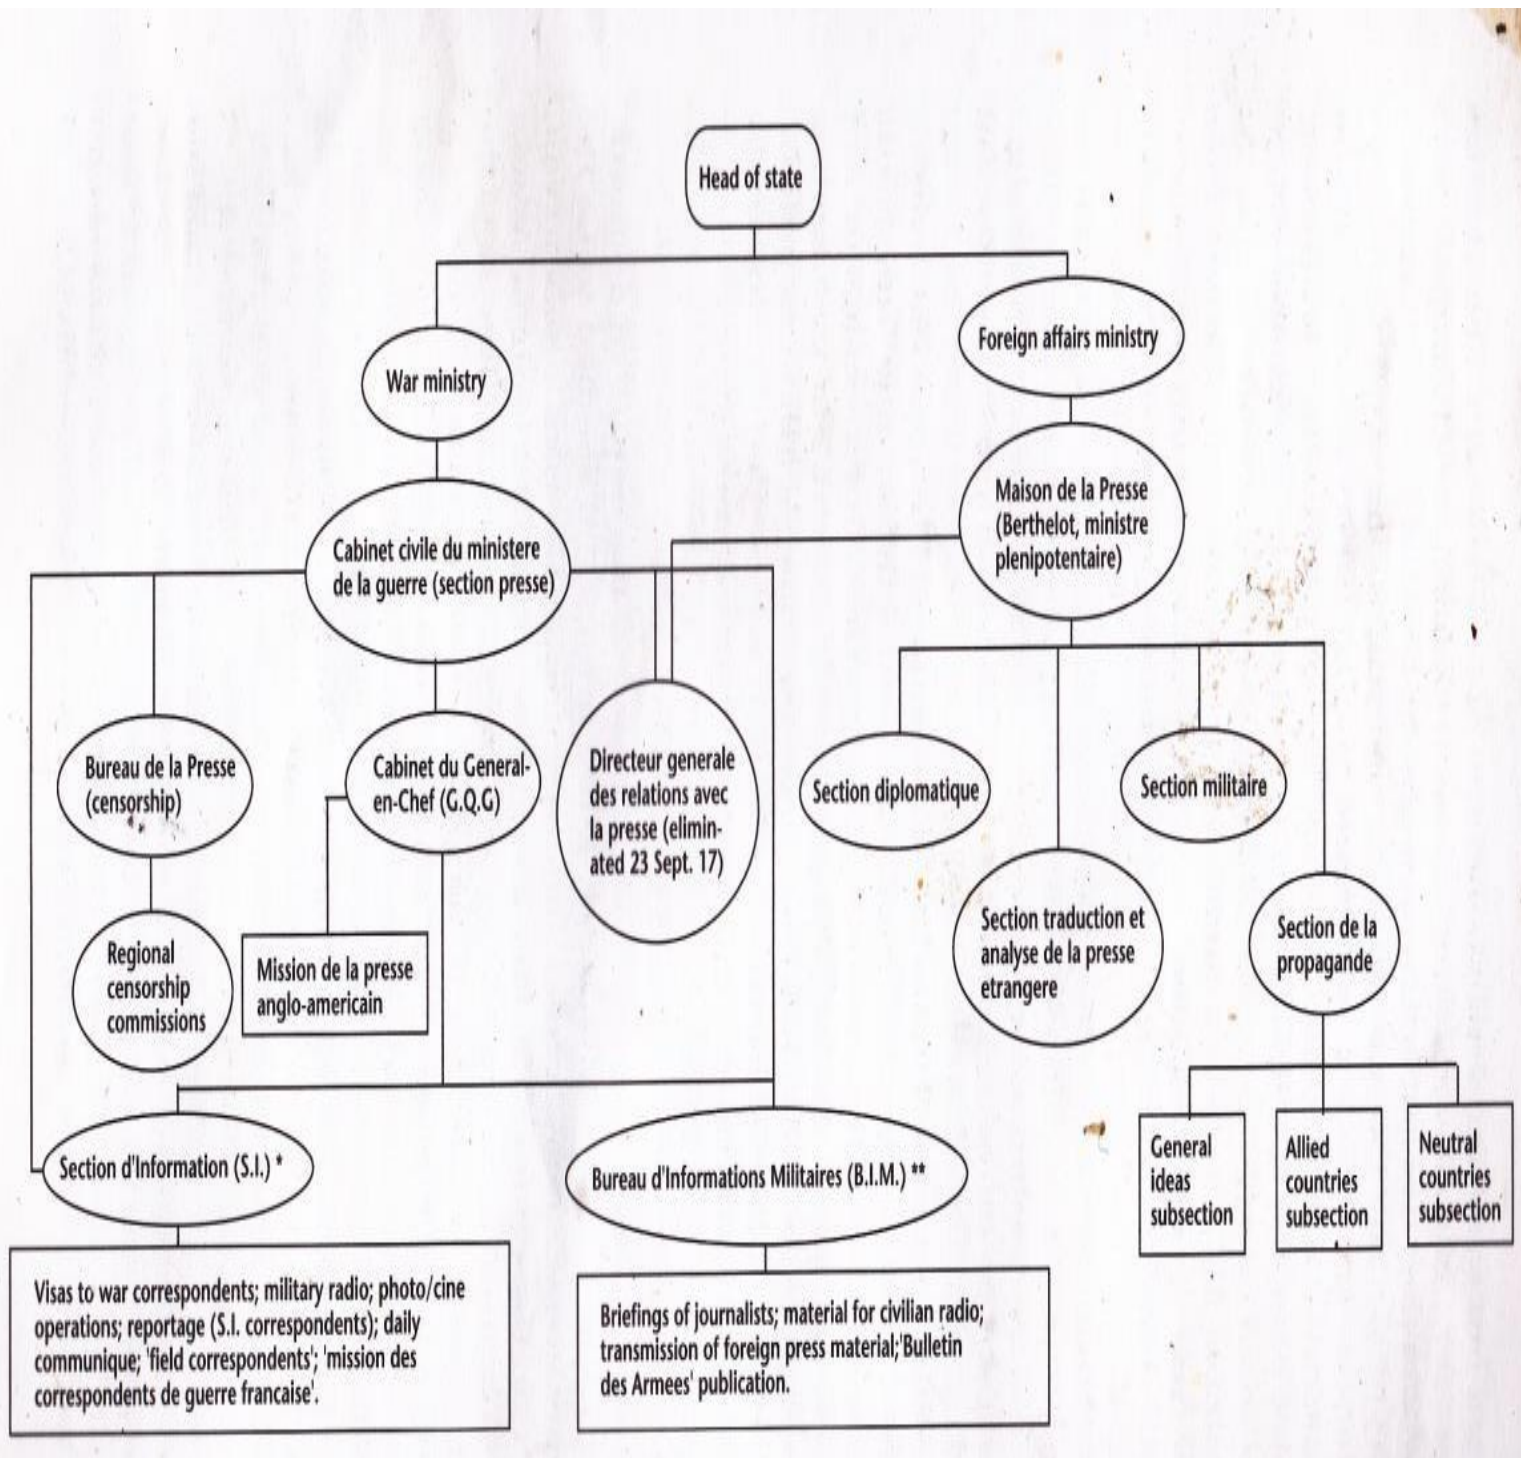 Head of state
War ministry
Foreign affairs ministry
Cabinet civile du ministere
de la guerre (section presse)
Maison de la Presse
(Berthelot, ministre
plenipotentaire)
Bureau de la Presse
(censorship)
Cabinet du General-
en-Chef (G.Q.G)
Directeur generale
des relations avec
la presse (elimin-
ated 23 Sept. 17)
Section diplomatique
Section militaire
Regional
censorship
commissions
Mission de la presse
anglo-americain
Section traduction et
analyse de la presse
etrangere
Section de la
propagande
Section d'Information (S.I.) *
Bureau d'Informations Militaires (B.I.M.) **
General
ideas
subsection
Allied
countries
subsection
Neutral
countries
subsection
Visas to war correspondents; military radio; photo/cine
operations; reportage (S.I. correspondents); daily
communique; 'field correspondents'; 'mission des
correspondents de guerre francaise'.
Briefings of journalists; material for civilian radio;
transmission of foreign press material;'Bulletin
des Armees' publication.